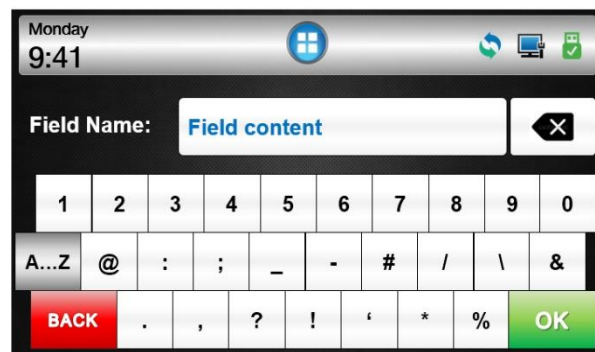 Monday
9:41
Field Name: Field content
1 2 3 4 5 6 7 8 9 0
A...Z @ : ; _ - # / \ &
BACK . , ? ! ‘ * % OK